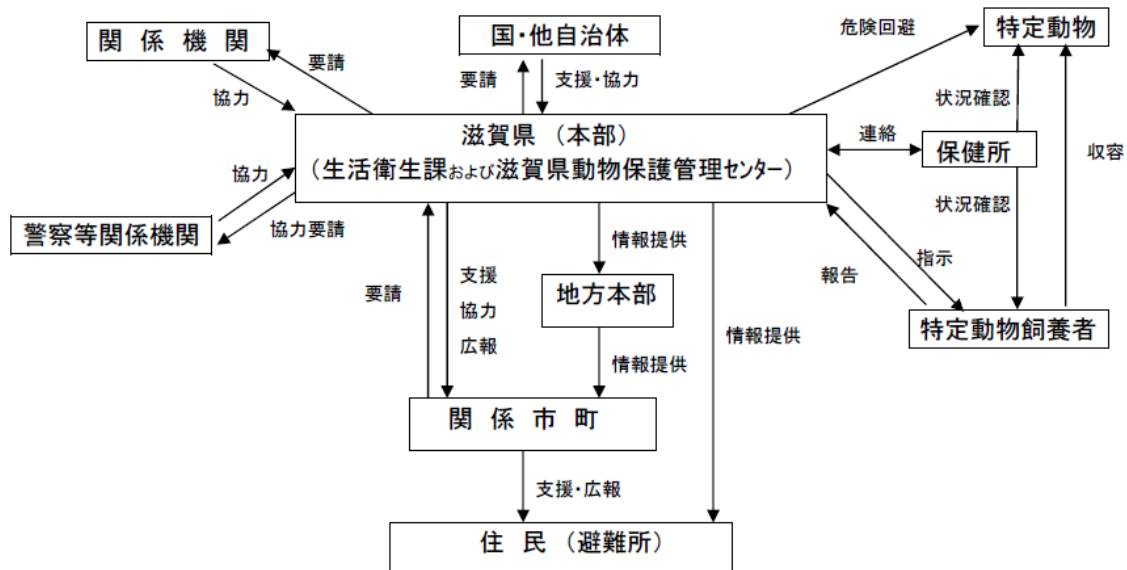 関 係 機 関
国・他自治体
特定動物
危険回避
要請
要請
支援・協力
協力
状況確認
収容
滋賀県 (本部)
(生活衛生課および滋賀県動物保護管理センター)
連絡
保健所
協力
状況確認
警察等関係機関
協力要請
情報提供
指示
支援
協力
広報
要請
地方本部
報告
特定動物飼養者
情報提供
情報提供
関 係 市 町
支援・広報
住 民 (避難所)